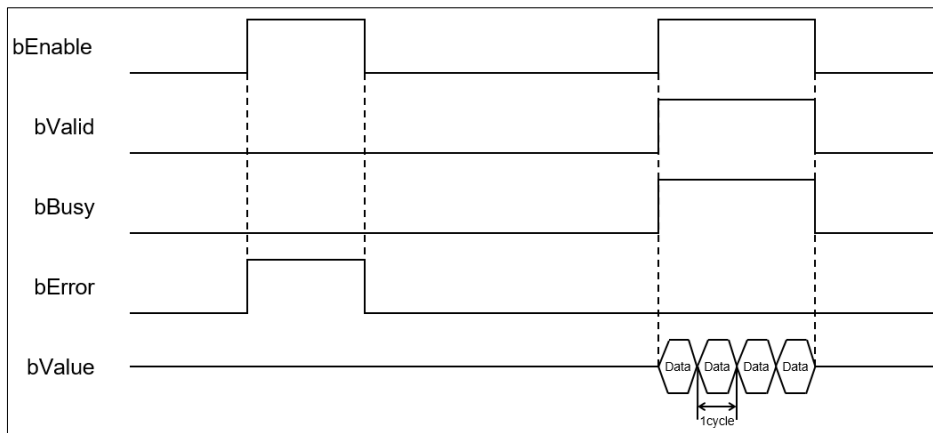 bEnable
bValid
bBusy
bError
bValue
Data Data Data Data
1cycle